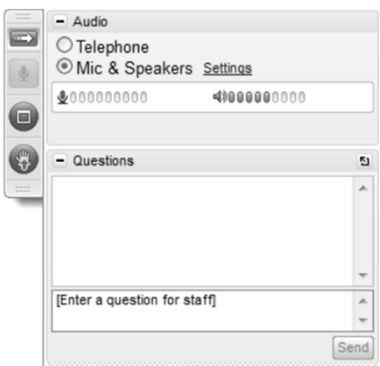 Audio
Telephone
Mic & Speakers Settings
Questions
[Enter a question for staff]
Send